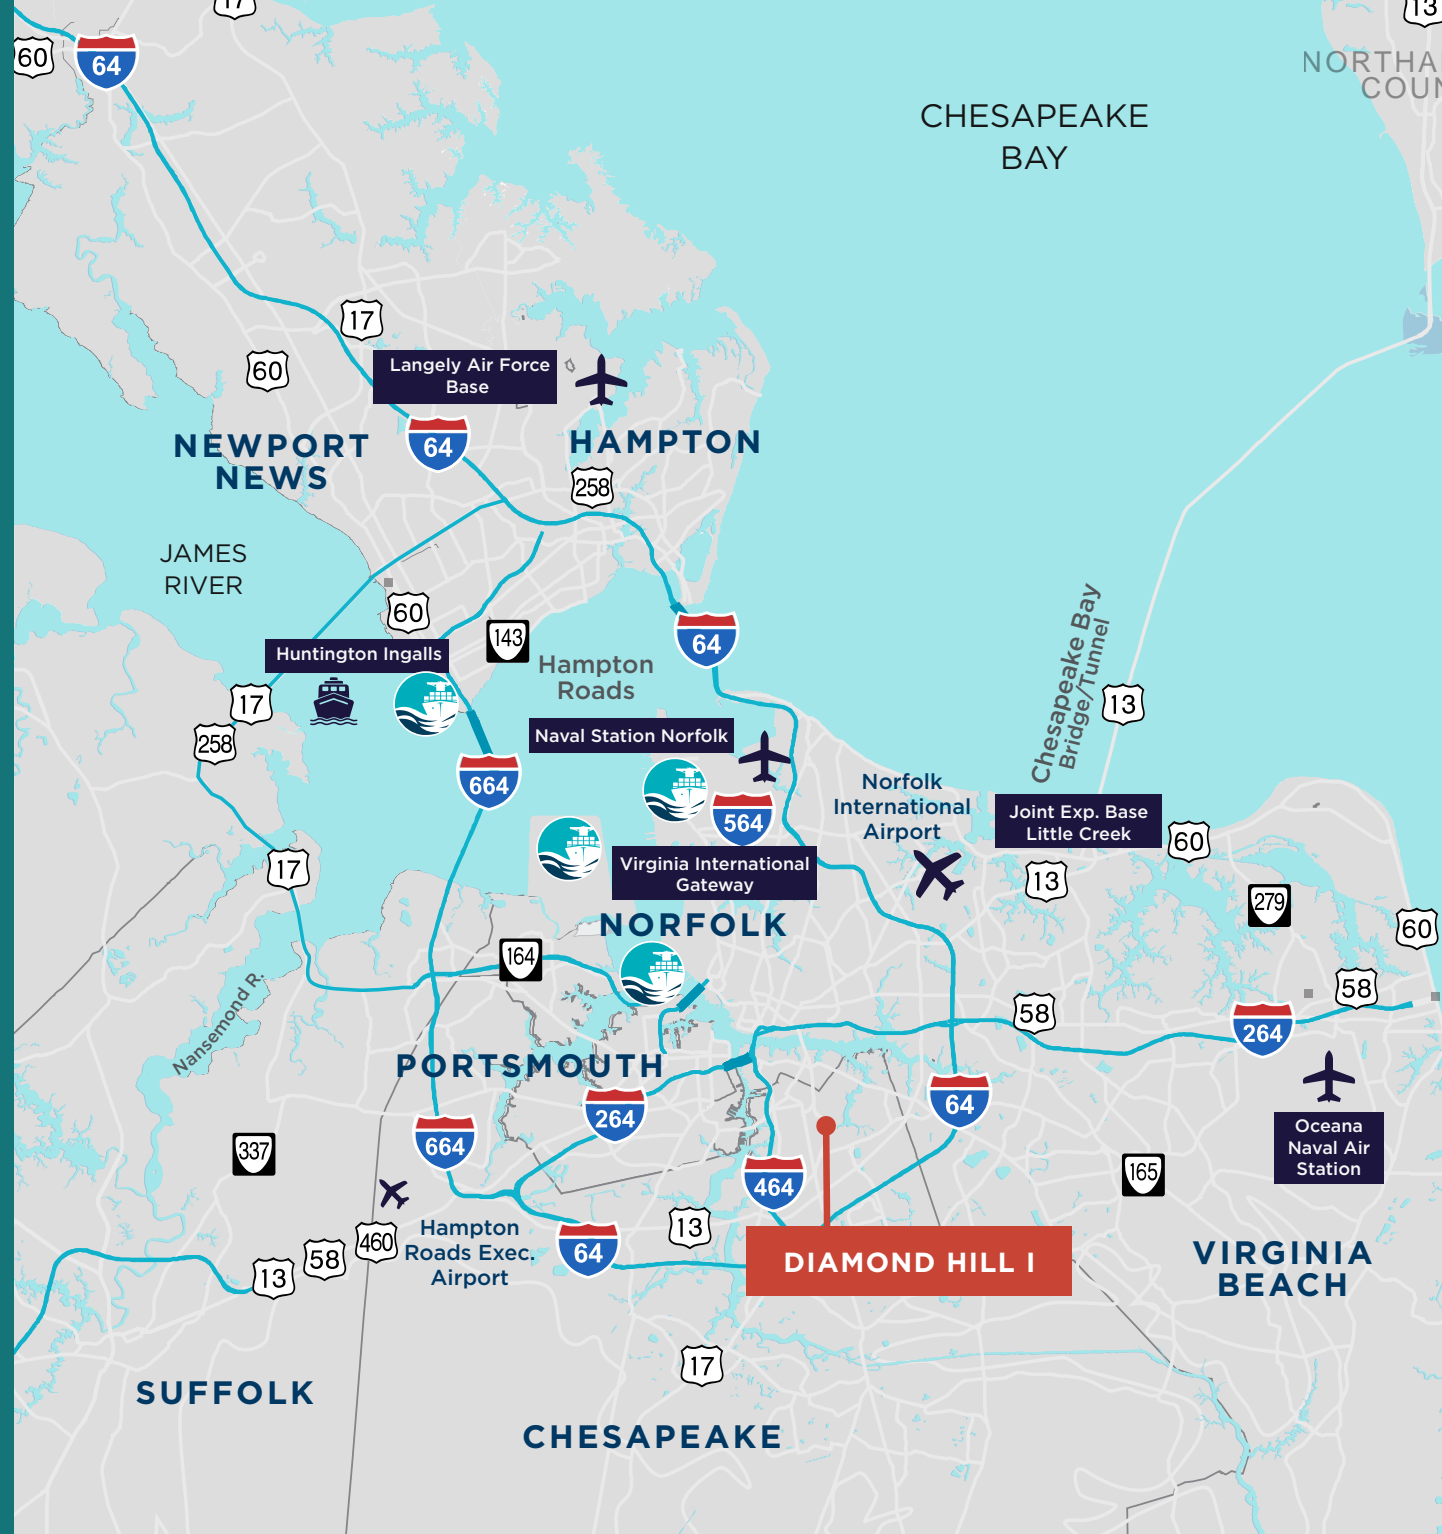 17
13
60
64
NORTHA
COUN
CHESAPEAKE
BAY
17
60
Langely Air Force
Base
64
NEWPORT
NEWS
HAMPTON
258
JAMES
RIVER
60
143
64
Huntington Ingalls
Hampton
Roads
Chesapeake Bay
Bridge/Tunnel
13
17
258
Naval Station Norfolk
664
564
Norfolk
International
Airport
Joint Exp. Base
Little Creek
60
17
Virginia International
Gateway
13
279
60
NORFOLK
164
58
58
264
Nansemond R.
PORTSMOUTH
264
64
664
Oceana
Naval Air
Station
337
464
165
13
460
58
13
Hampton
Roads Exec.
Airport
64
DIAMOND HILL I
VIRGINIA
BEACH
17
SUFFOLK
CHESAPEAKE